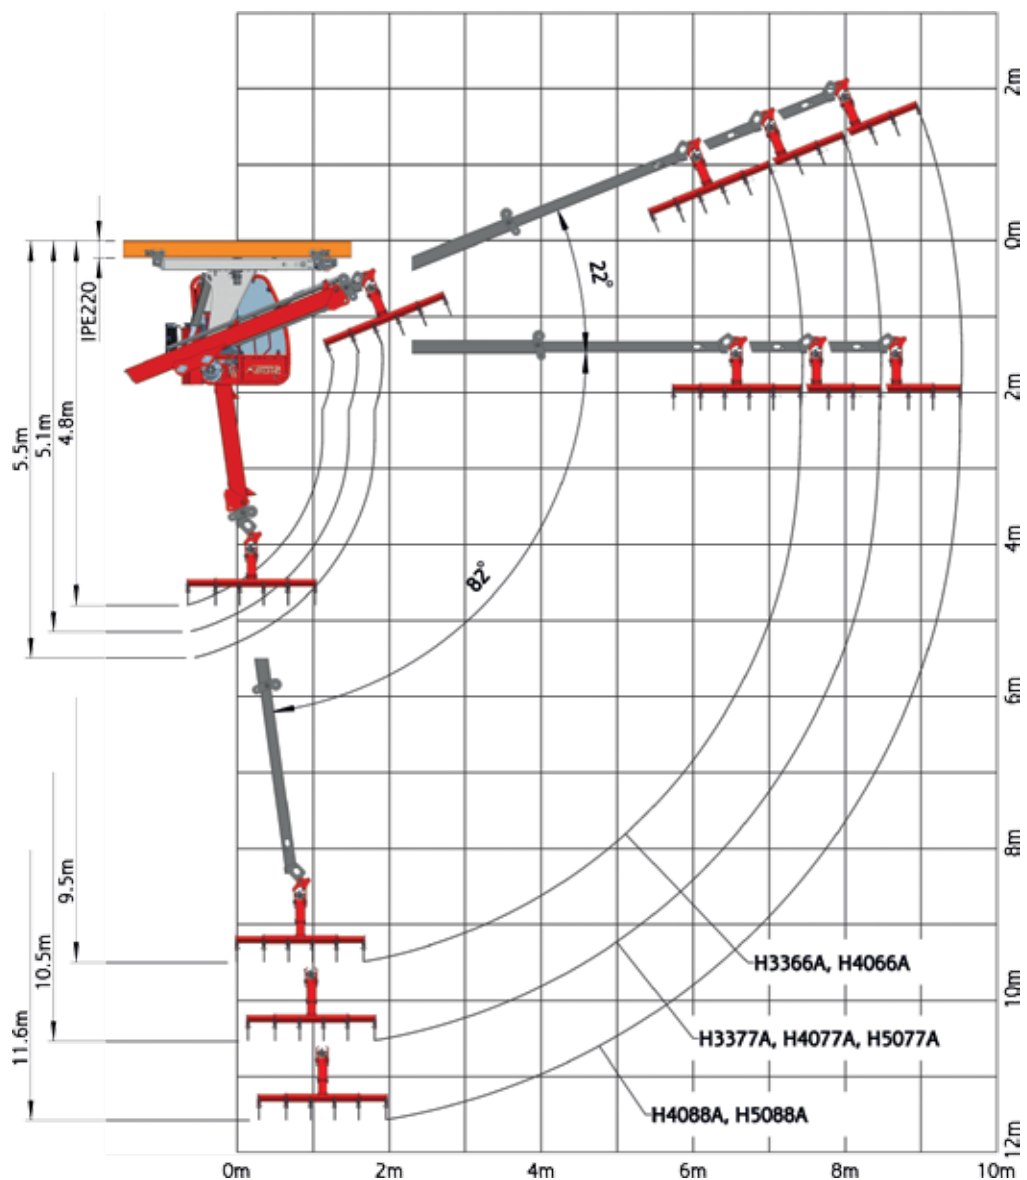 2m
0m
22°
IPE220
2m
4.8m
5.1m
5.5m
4m
82°
6m
8m
9.5m
10.5m
11.6m
H3366A, H4066A
10m
H3377A, H4077A, H5077A
H4088A, H5088A
12m
0m
2m
4m
6m
8m
10m